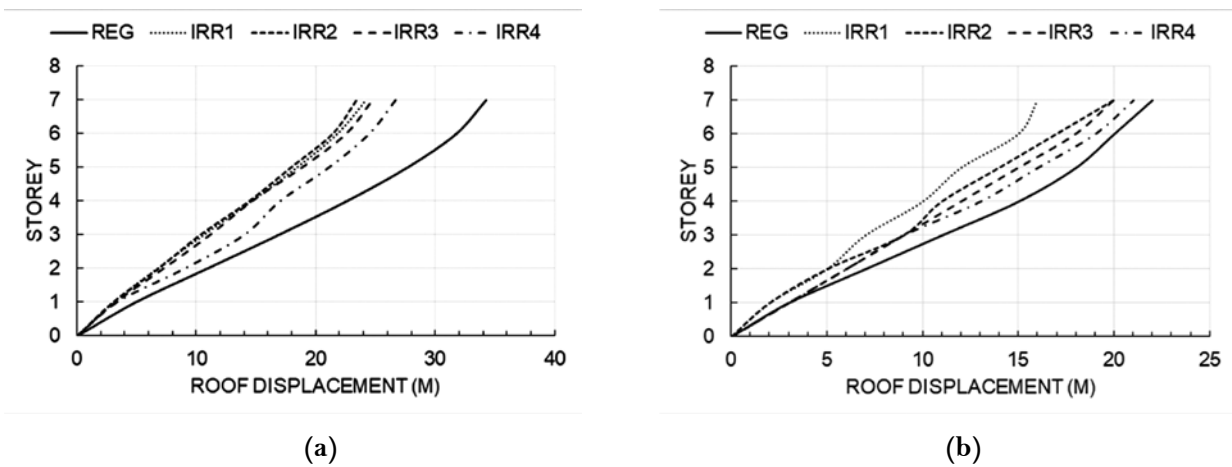 REG IRR1 IRR2 IRR3 IRR4
8
7
6
5
4
3
2
1
0
STOREY
0 10 20 30 40
ROOF DISPLACEMENT (M)
(a)
REG IRR1 IRR2 IRR3 IRR4
8
7
6
5
4
3
2
1
0
STOREY
0 5 10 15 20 25
ROOF DISPLACEMENT (M)
(b)